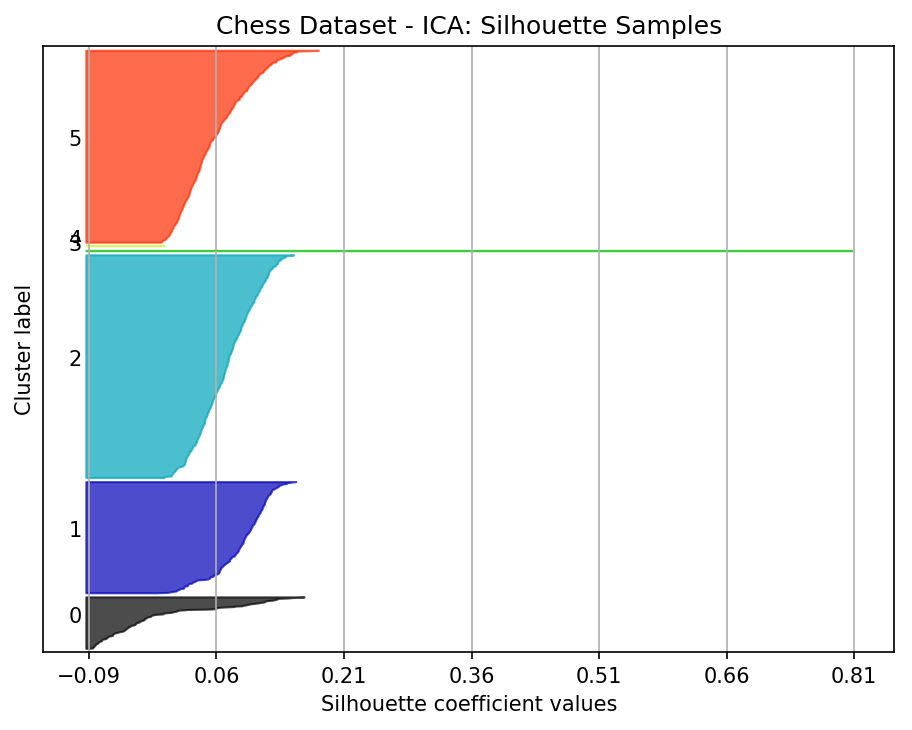 Chess Dataset - ICA: Silhouette Samples
5
4
3
2
1
0
Cluster label
−0.09 0.06 0.21 0.36 0.51 0.66 0.81
Silhouette coefficient values